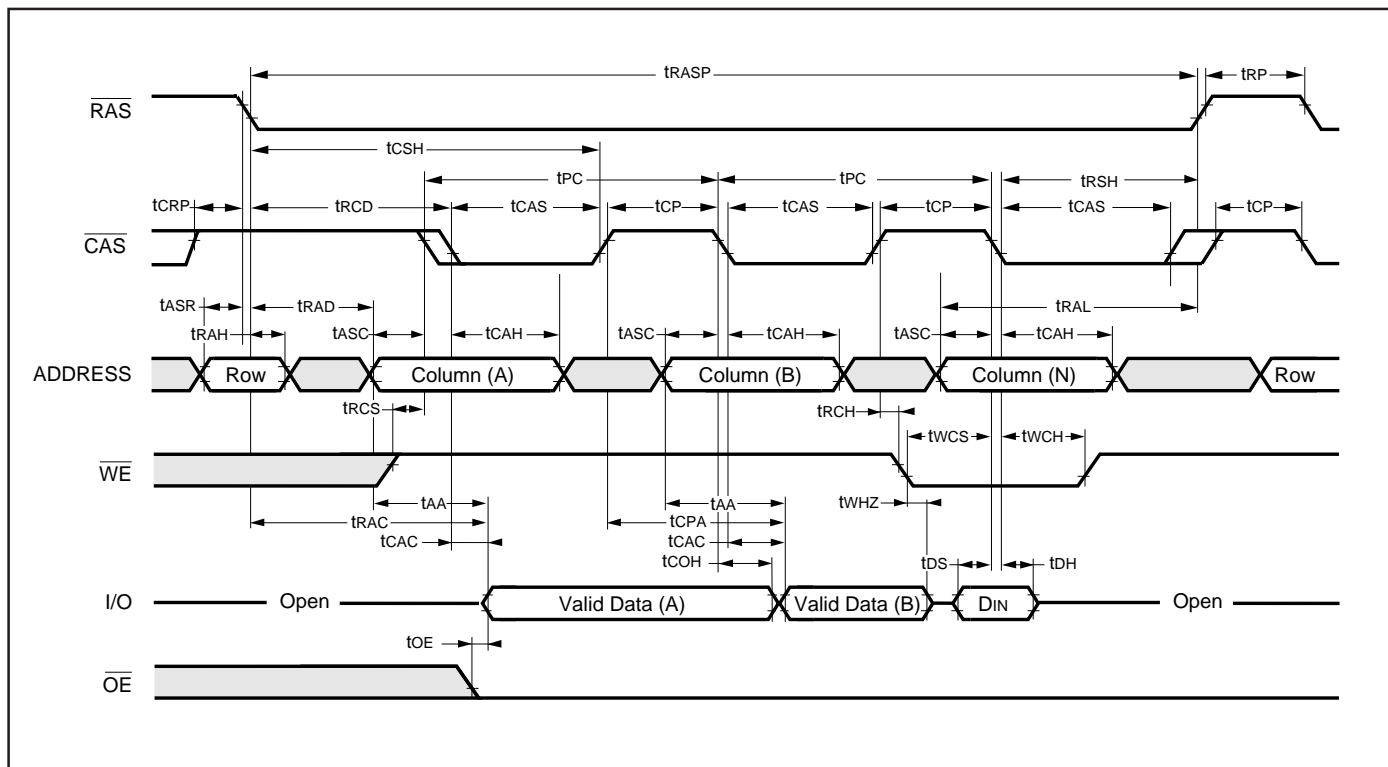 tRASP tRP
RAS
tCSH
tPC tPC tRSH
tCRP tRCD tCAS tCP tCAS tCP tCAS tCP
CAS
tASR tRAD tRAL
tRAH tASC tCAH tASC tCAH tASC tCAH
ADDRESS Row Column (A) Column (B) Column (N) Row
tRCS tRCH
tWCS tWCH
WE
tAA tAA tWHZ
tRAC tCPA
tCAC tCAC
tCOH tDS tDH
I/O Open Valid Data (A) Valid Data (B) DIN Open
tOE
OE